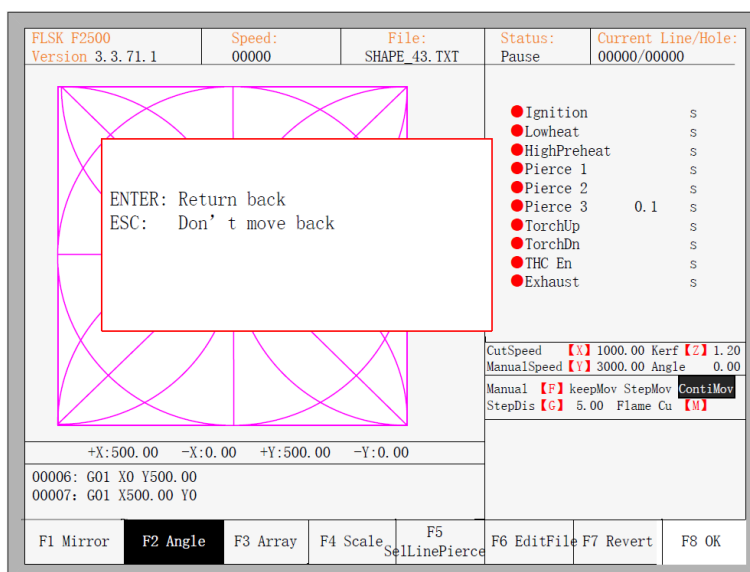 FLSK F2500
Version 3.3.71.1
Speed:
00000
File:
SHAPE_43.TXT
Status:
Pause
Current Line/Hole:
00000/00000
ENTER: Return back
ESC: Don't move back
Ignition s
Lowheat s
HighPreheat s
Pierce 1 s
Pierce 2 s
Pierce 3 0.1 s
TorchUp s
TorchDn s
THC En s
Exhaust s
CutSpeed 【X】 1000.00 Kerf 【Z】 1.20
ManualSpeed 【Y】 3000.00 Angle 0.00
Manual 【F】 keepMov StepMov ContiMov
StepDis 【G】 5.00 Flame Cu 【M】
+X:500.00 -X:0.00 +Y:500.00 -Y:0.00
00006: G01 X0 Y500.00
00007: G01 X500.00 Y0
F1 Mirror
F2 Angle
F3 Array
F4 Scale
F5
SelLinePierce
F6 EditFile
F7 Revert
F8 OK